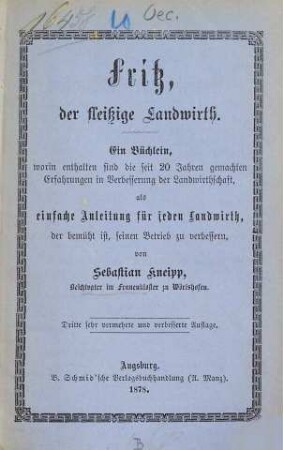 Oec.
10
Fritz,
der fleißige Landwirth.
Ein Büchlein,
worin enthalten sind die seit 20 Jahren gemachten
Erfahrungen in Verbesserung der Landwirthschaft,
als
einfache Anleitung für jeden Landwirth,
der bemüht ist, seinen Betrieb zu verbessern,
von
Sebastian Kneipp,
Beichtvater im Frauenkloster zu Wörishofen.
Dritte sehr vermehrte und verbesserte Auflage.
Augsburg.
B. Schmid'sche Verlagsbuchhandlung (A. Manz).
1878.